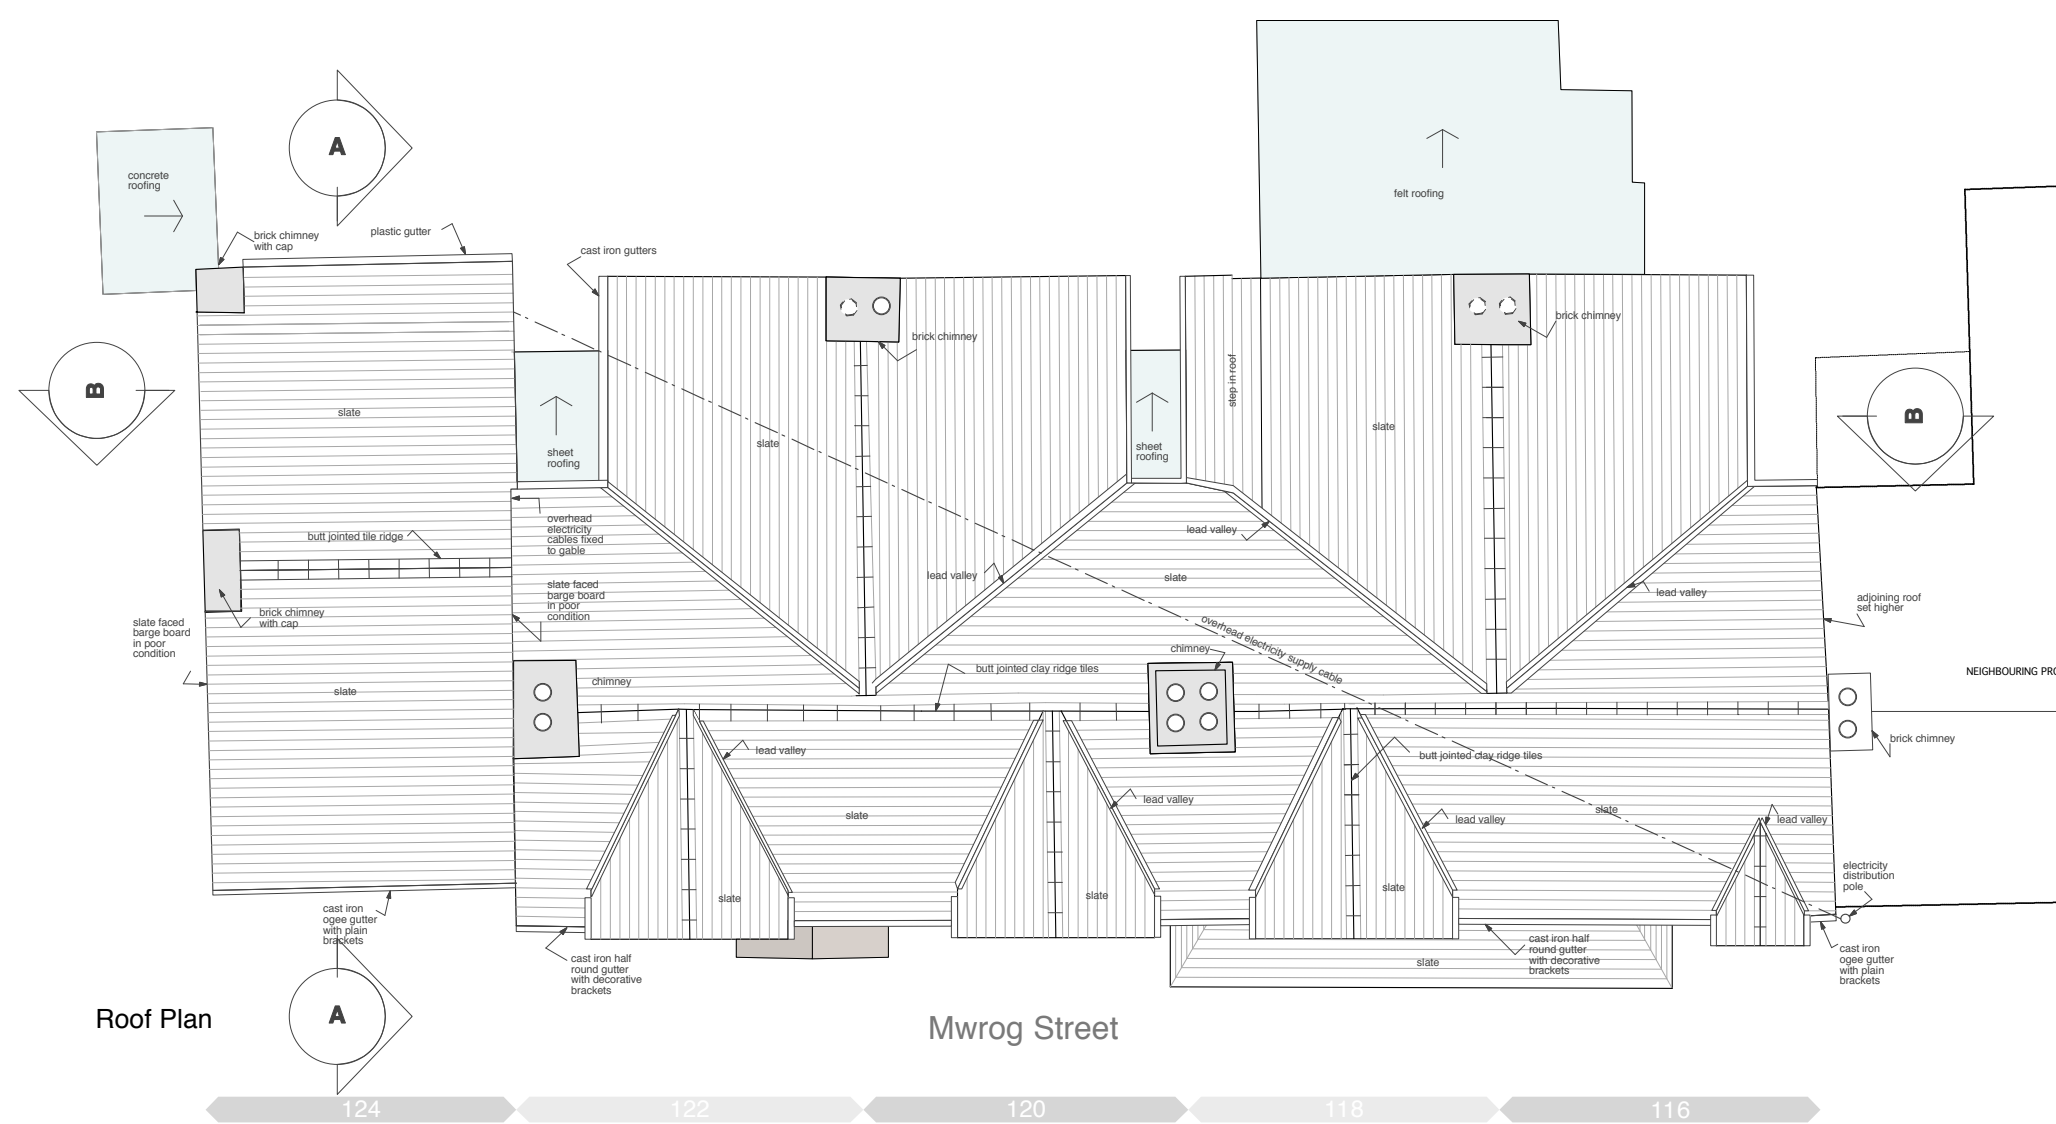 A
concrete
roofing
felt roofing
brick chimney
with cap
plastic gutter
cast iron gutters
brick chimney
brick chimney
B
slate
step in roof
slate
slate
B
sheet
roofing
sheet
roofing
overhead
electricity
cables fixed
to gable
butt jointed tile ridge
lead valley
lead valley
slate
lead valley
slate faced
barge board
in poor
condition
brick chimney
with cap
slate faced
barge board
in poor
condition
adjoining roof
set higher
overhead electricity supply cable
chimney
butt jointed clay ridge tiles
NEIGHBOURING PRO
chimney
slate
brick chimney
lead valley
butt jointed clay ridge tiles
lead valley
slate
slate
lead valley
lead valley
electricity
distribution
pole
slate
slate
slate
cast iron
ogee gutter
with plain
brackets
cast iron half
round gutter
with decorative
brackets
slate
cast iron half
round gutter
with decorative
brackets
cast iron
ogee gutter
with plain
brackets
Roof Plan
A
Mwrog Street
124
122
120
118
116